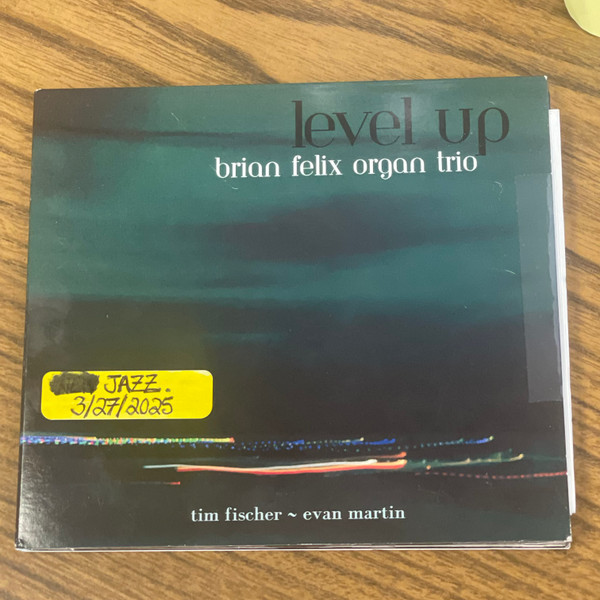 level up
brian felix organ trio
JAZZ.
3/27/2025
tim fischer ~ evan martin